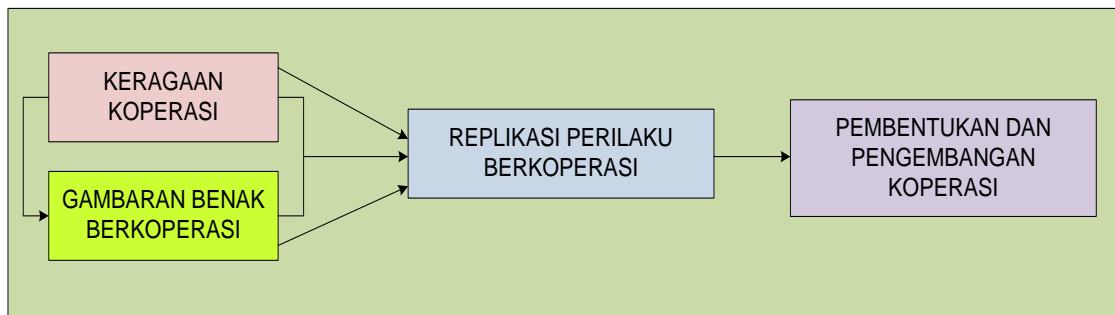 KERAGAAN
KOPERASI
GAMBARAN BENAK
BERKOPERASI
REPLIKASI PERILAKU
BERKOPERASI
PEMBENTUKAN DAN
PENGEMBANGAN
KOPERASI